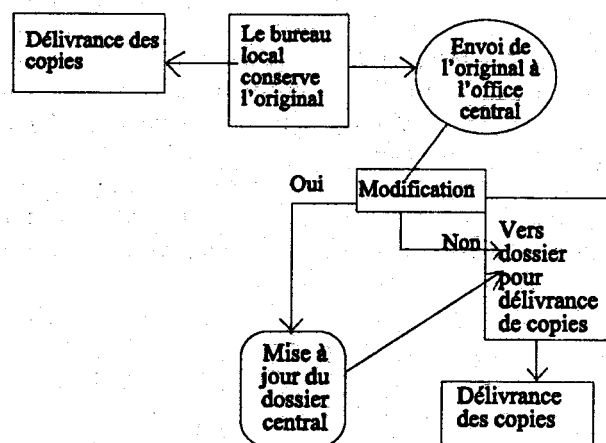 Délivrance des
copies
Le bureau
local
conserve
l'original
Envoi de
l'original à
l'office
central
Oui
Modification
Non
Vers
dossier
pour
délivrance
de copies
Mise à
jour du
dossier
central
Délivrance
des copies